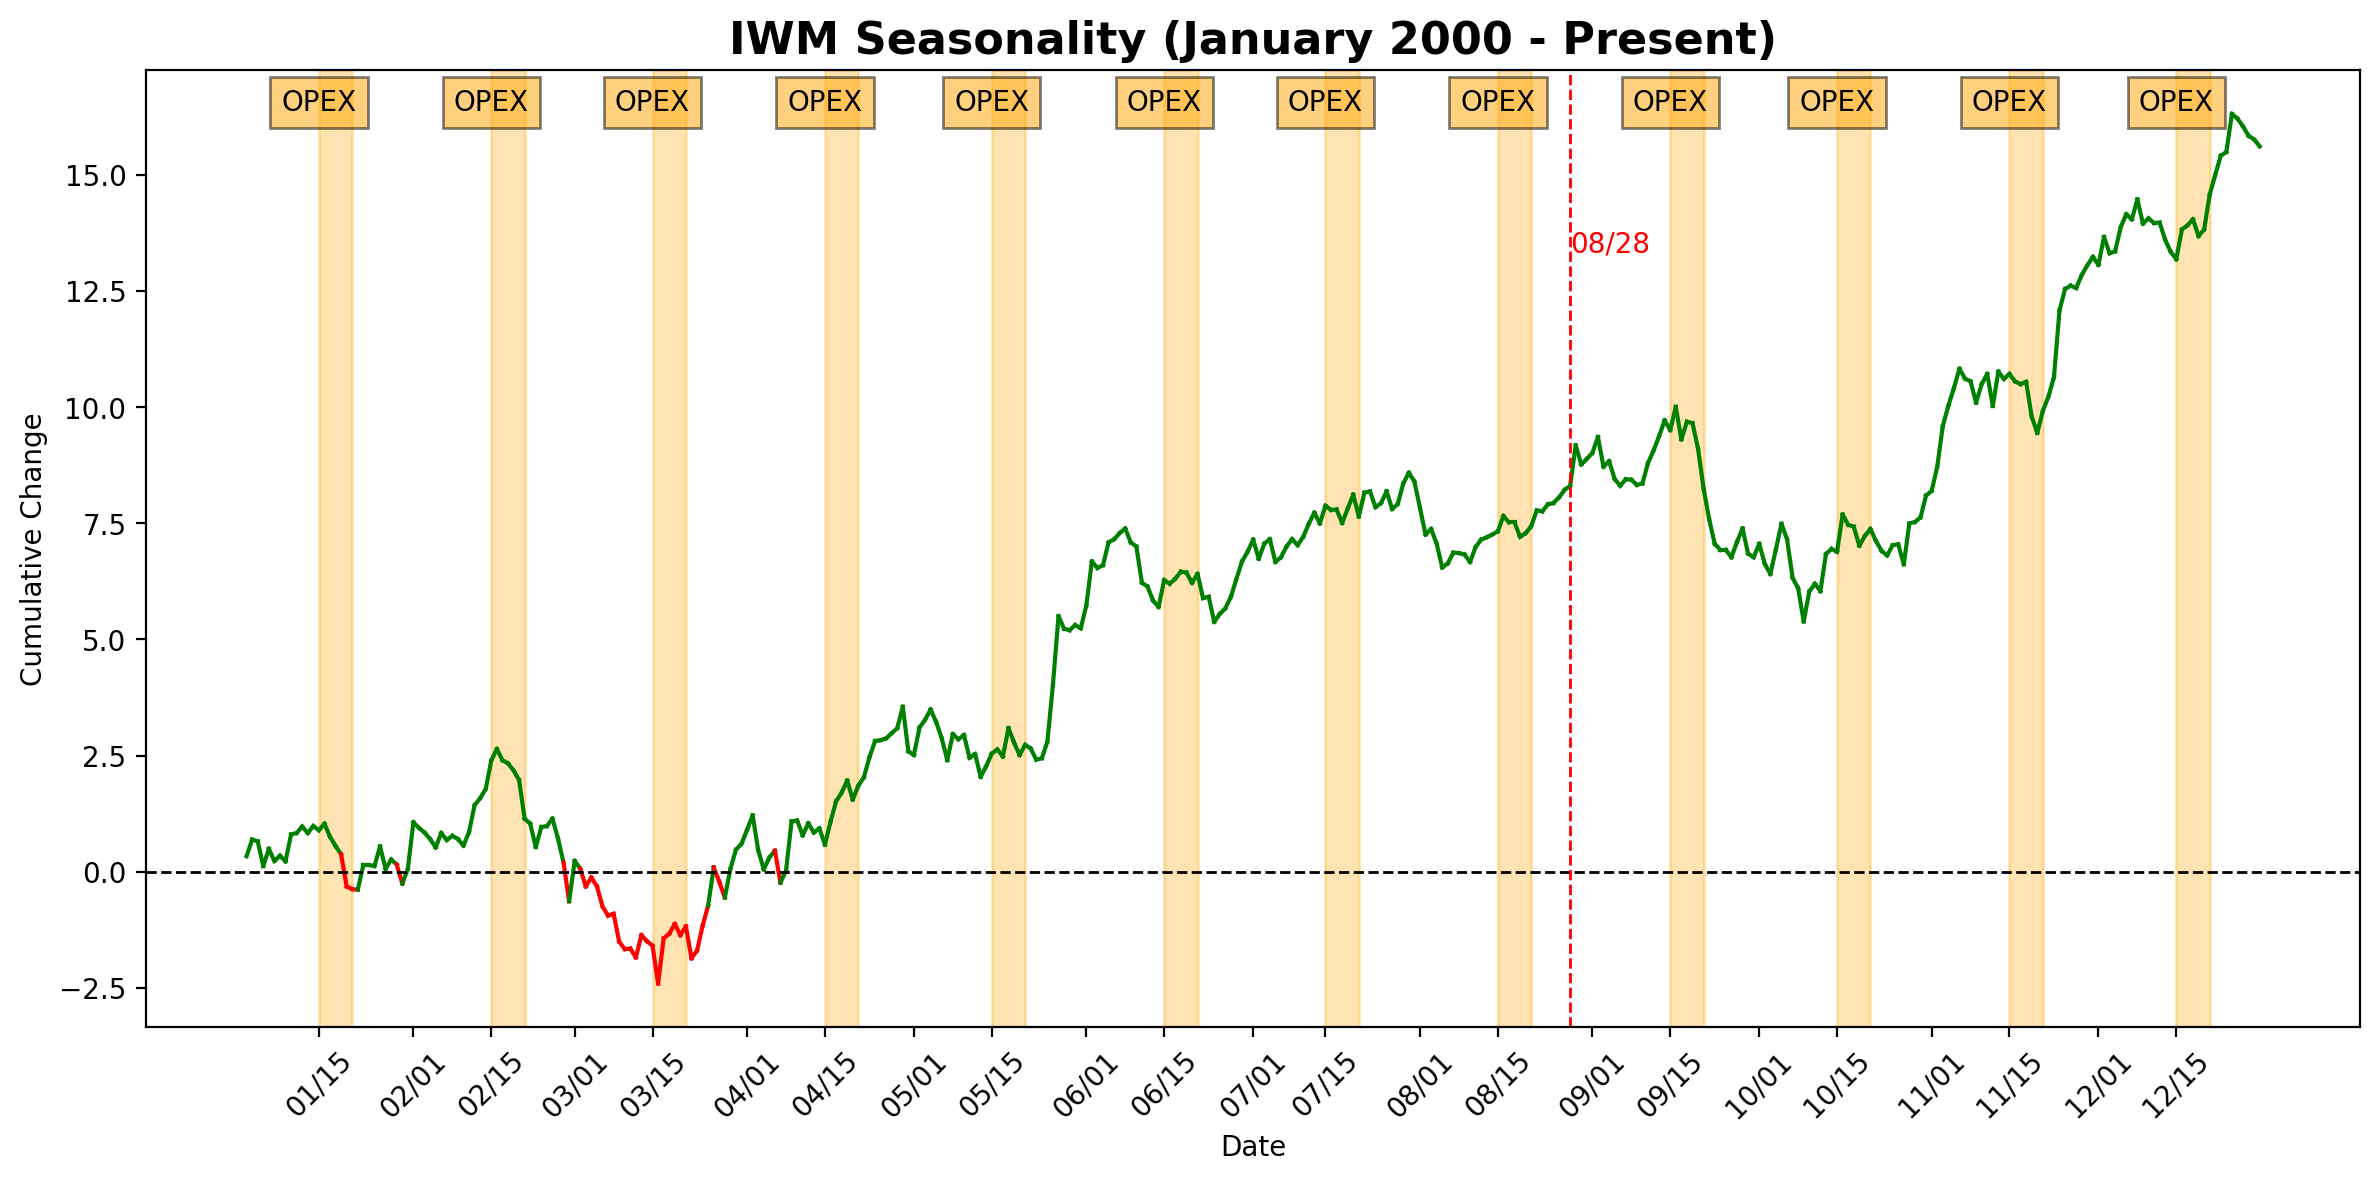 IWM Seasonality (January 2000 - Present)
OPEX OPEX OPEX OPEX OPEX OPEX OPEX OPEX OPEX OPEX OPEX OPEX
15.0
08/28
12.5
10.0
7.5
5.0
2.5
0.0
−2.5
Cumulative Change
01/15 02/01 02/15 03/01 03/15 04/01 04/15 05/01 05/15 06/01 06/15 07/01 07/15 08/01 08/15 09/01 09/15 10/01 10/15 11/01 11/15 12/01 12/15
Date